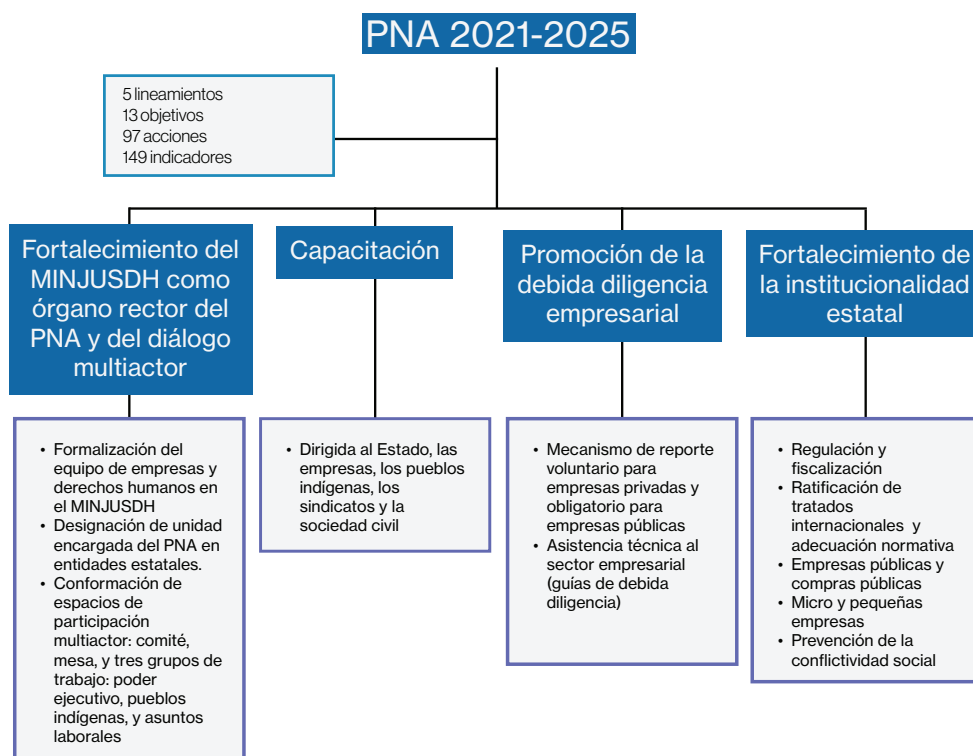 PNA 2021-2025
5 lineamientos
13 objetivos
97 acciones
149 indicadores
Fortalecimiento del
MINJUSDH como
órgano rector del
PNA y del diálogo
multiactor
Capacitación
Promoción de la
debida diligencia
empresarial
Fortalecimiento de
la institucionalidad
estatal
• Formalización del
equipo de empresas y
derechos humanos en
el MINJUSDH
• Designación de unidad
encargada del PNA en
entidades estatales.
• Conformación de
espacios de
participación
multiactor: comité,
mesa, y tres grupos de
trabajo: poder
ejecutivo, pueblos
indígenas, y asuntos
laborales
• Dirigida al Estado, las
empresas, los pueblos
indígenas, los
sindicatos y la
sociedad civil
• Mecanismo de reporte
voluntario para
empresas privadas y
obligatorio para
empresas públicas
• Asistencia técnica al
sector empresarial
(guías de debida
diligencia)
• Regulación y
fiscalización
• Ratificación de
tratados
internacionales y
adecuación normativa
• Empresas públicas y
compras públicas
• Micro y pequeñas
empresas
• Prevención de la
conflictividad social